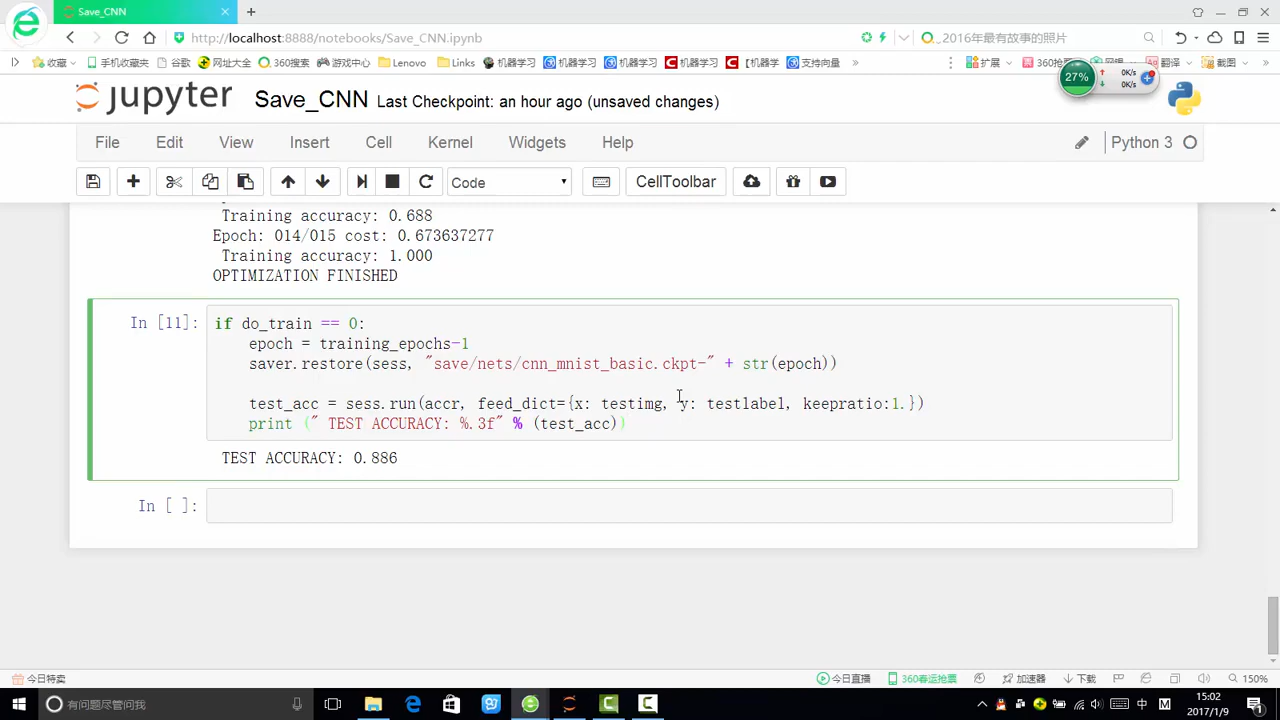 Save_CNN
http://localhost:8888/notebooks/Save_CNN.ipynb
2016年最有故事的照片
收藏 手机收藏夹 谷歌 网址大全 360搜索 游戏中心 Lenovo Links 机器学习 机器学习 机器学习 机器学习 【机器学 支持向量 » 扩展 翻译 截图 »
27% 0K/s
0K/s
jupyter Save_CNN Last Checkpoint: an hour ago (unsaved changes)
File Edit View Insert Cell Kernel Widgets Help Python 3
Code CellToolbar
Training accuracy: 0.688
Epoch: 014/015 cost: 0.673637277
Training accuracy: 1.000
OPTIMIZATION FINISHED
In [11]: if do_train == 0:
epoch = training_epochs-1
saver.restore(sess, "save/nets/cnn_mnist_basic.ckpt-" + str(epoch))
test_acc = sess.run(accr, feed_dict={x: testimg, y: testlabel, keepratio:1.})
print (" TEST ACCURACY: %.3f" % (test_acc))
TEST ACCURACY: 0.886
In [ ]:
今日特卖 今日直播 360春运抢票 加速器 下载 150%
有问题尽管问我 中 M 15:02
2017/1/9